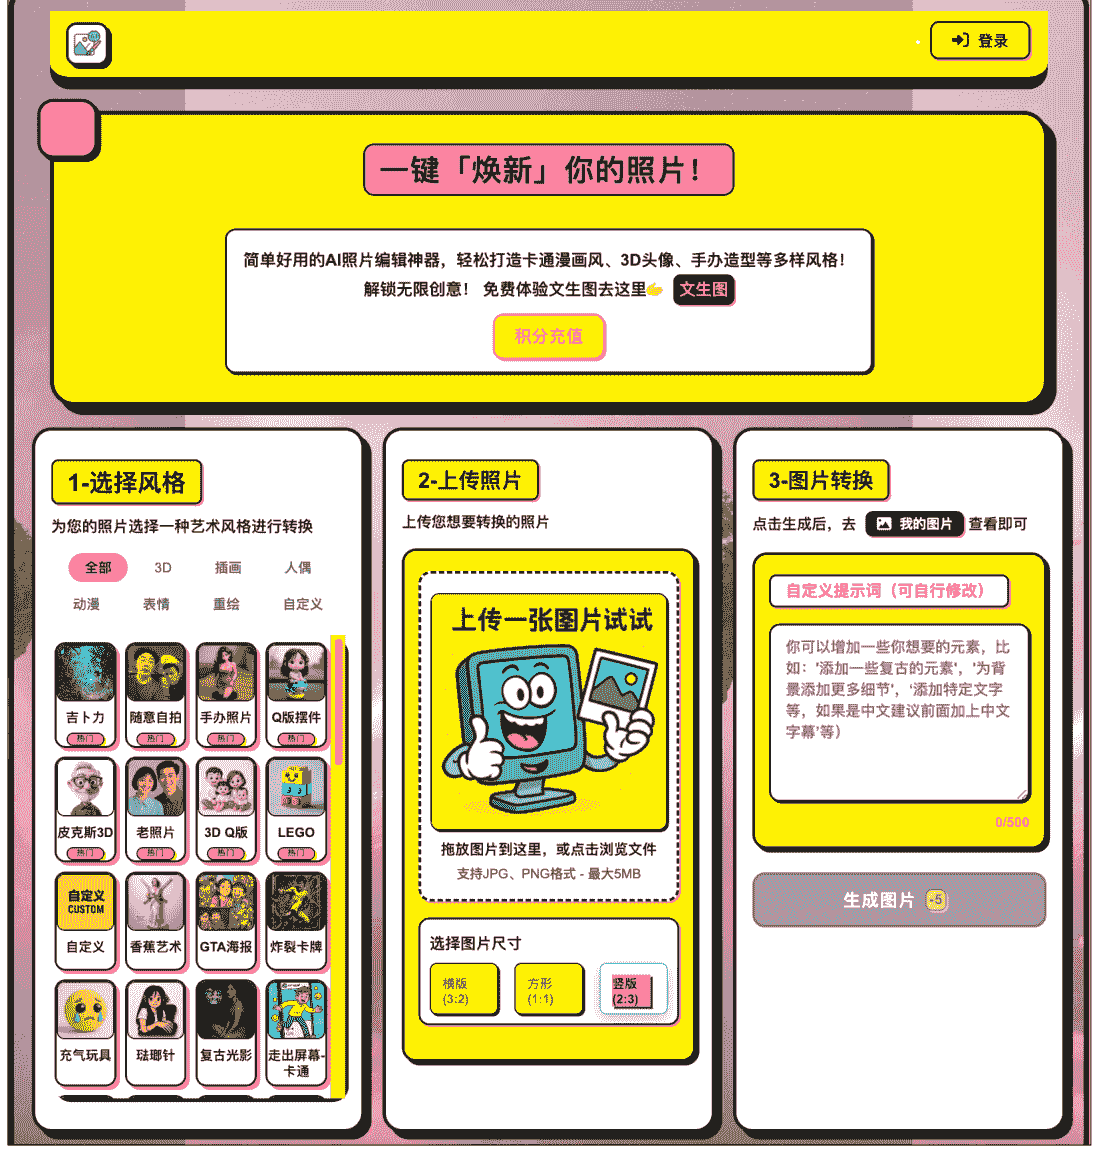 登录
一键「焕新」你的照片！
简单好用的AI照片编辑神器，轻松打造卡通漫画风、3D头像、手办造型等多样风格！
解锁无限创意！ 免费体验文生图去这里👉 文生图
积分充值
1-选择风格
为您的照片选择一种艺术风格进行转换
全部 3D 插画 人偶
动漫 表情 重绘 自定义
吉卜力 随意自拍 手办照片 Q版摆件
热门 热门 热门 热门
皮克斯3D 老照片 3D Q版 LEGO
热门 热门 热门 热门
自定义
CUSTOM
自定义 香蕉艺术 GTA海报 炸裂卡牌
充气玩具 珐瑯针 复古光影 走出屏幕-
卡通
2-上传照片
上传您想要转换的照片
上传一张图片试试
拖放图片到这里，或点击浏览文件
支持JPG、PNG格式 - 最大5MB
选择图片尺寸
横版 方形 竖版
(3:2) (1:1) (2:3)
3-图片转换
点击生成后，去 我的图片 查看即可
自定义提示词（可自行修改）
你可以增加一些你想要的元素，比
如：'添加一些复古的元素'，'为背
景添加更多细节'，'添加特定文字
等，如果是中文建议前面加上中文
字幕'等）
0/500
生成图片 -5